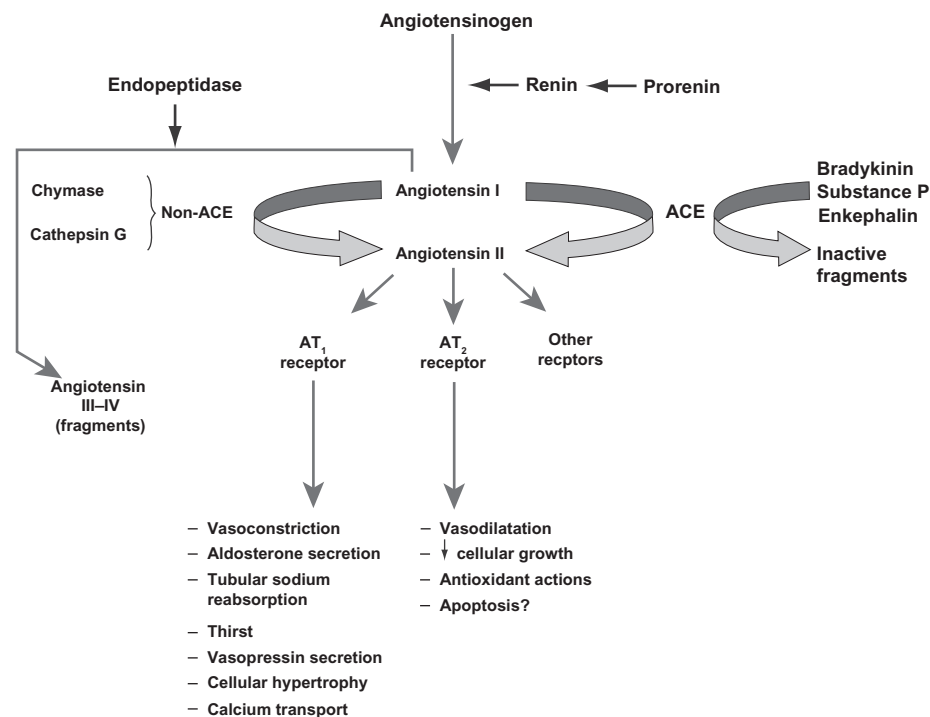 Angiotensinogen
Endopeptidase
Renin
Prorenin
Chymase
Cathepsin G
Non-ACE
Angiotensin I
Angiotensin II
ACE
Bradykinin
Substance P
Enkephalin
Inactive
fragments
AT1
receptor
AT2
receptor
Other
recptors
Angiotensin
III–IV
(fragments)
– Vasoconstriction
– Aldosterone secretion
– Tubular sodium
reabsorption
– Thirst
– Vasopressin secretion
– Cellular hypertrophy
– Calcium transport
– Vasodilatation
– ↓ cellular growth
– Antioxidant actions
– Apoptosis?